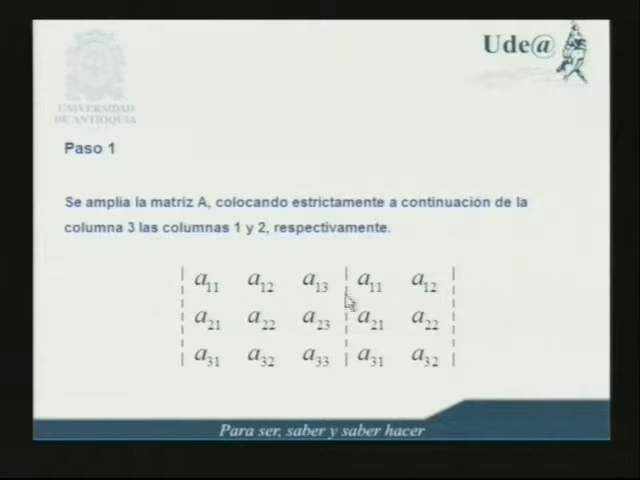 Ude@
UNIVERSIDAD
DE ANTIOQUIA
Paso 1
Se amplia la matriz A, colocando estrictamente a continuación de la
columna 3 las columnas 1 y 2, respectivamente.
a11 a12 a13 a11 a12
a21 a22 a23 a21 a22
a31 a32 a33 a31 a32
Para ser, saber y saber hacer